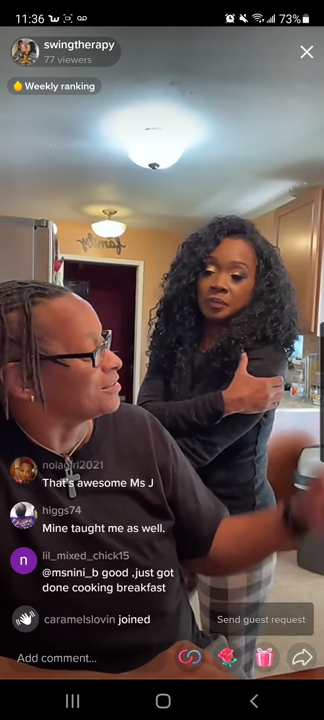 11:36
73%
swingtherapy
77 viewers
Weekly ranking
family
nolagirl2021
That's awesome Ms J
higgs74
Mine taught me as well.
n
lil_mixed_chick15
@msnini_b good ,just got
done cooking breakfast
caramelslovin joined
Send guest request
Add comment...